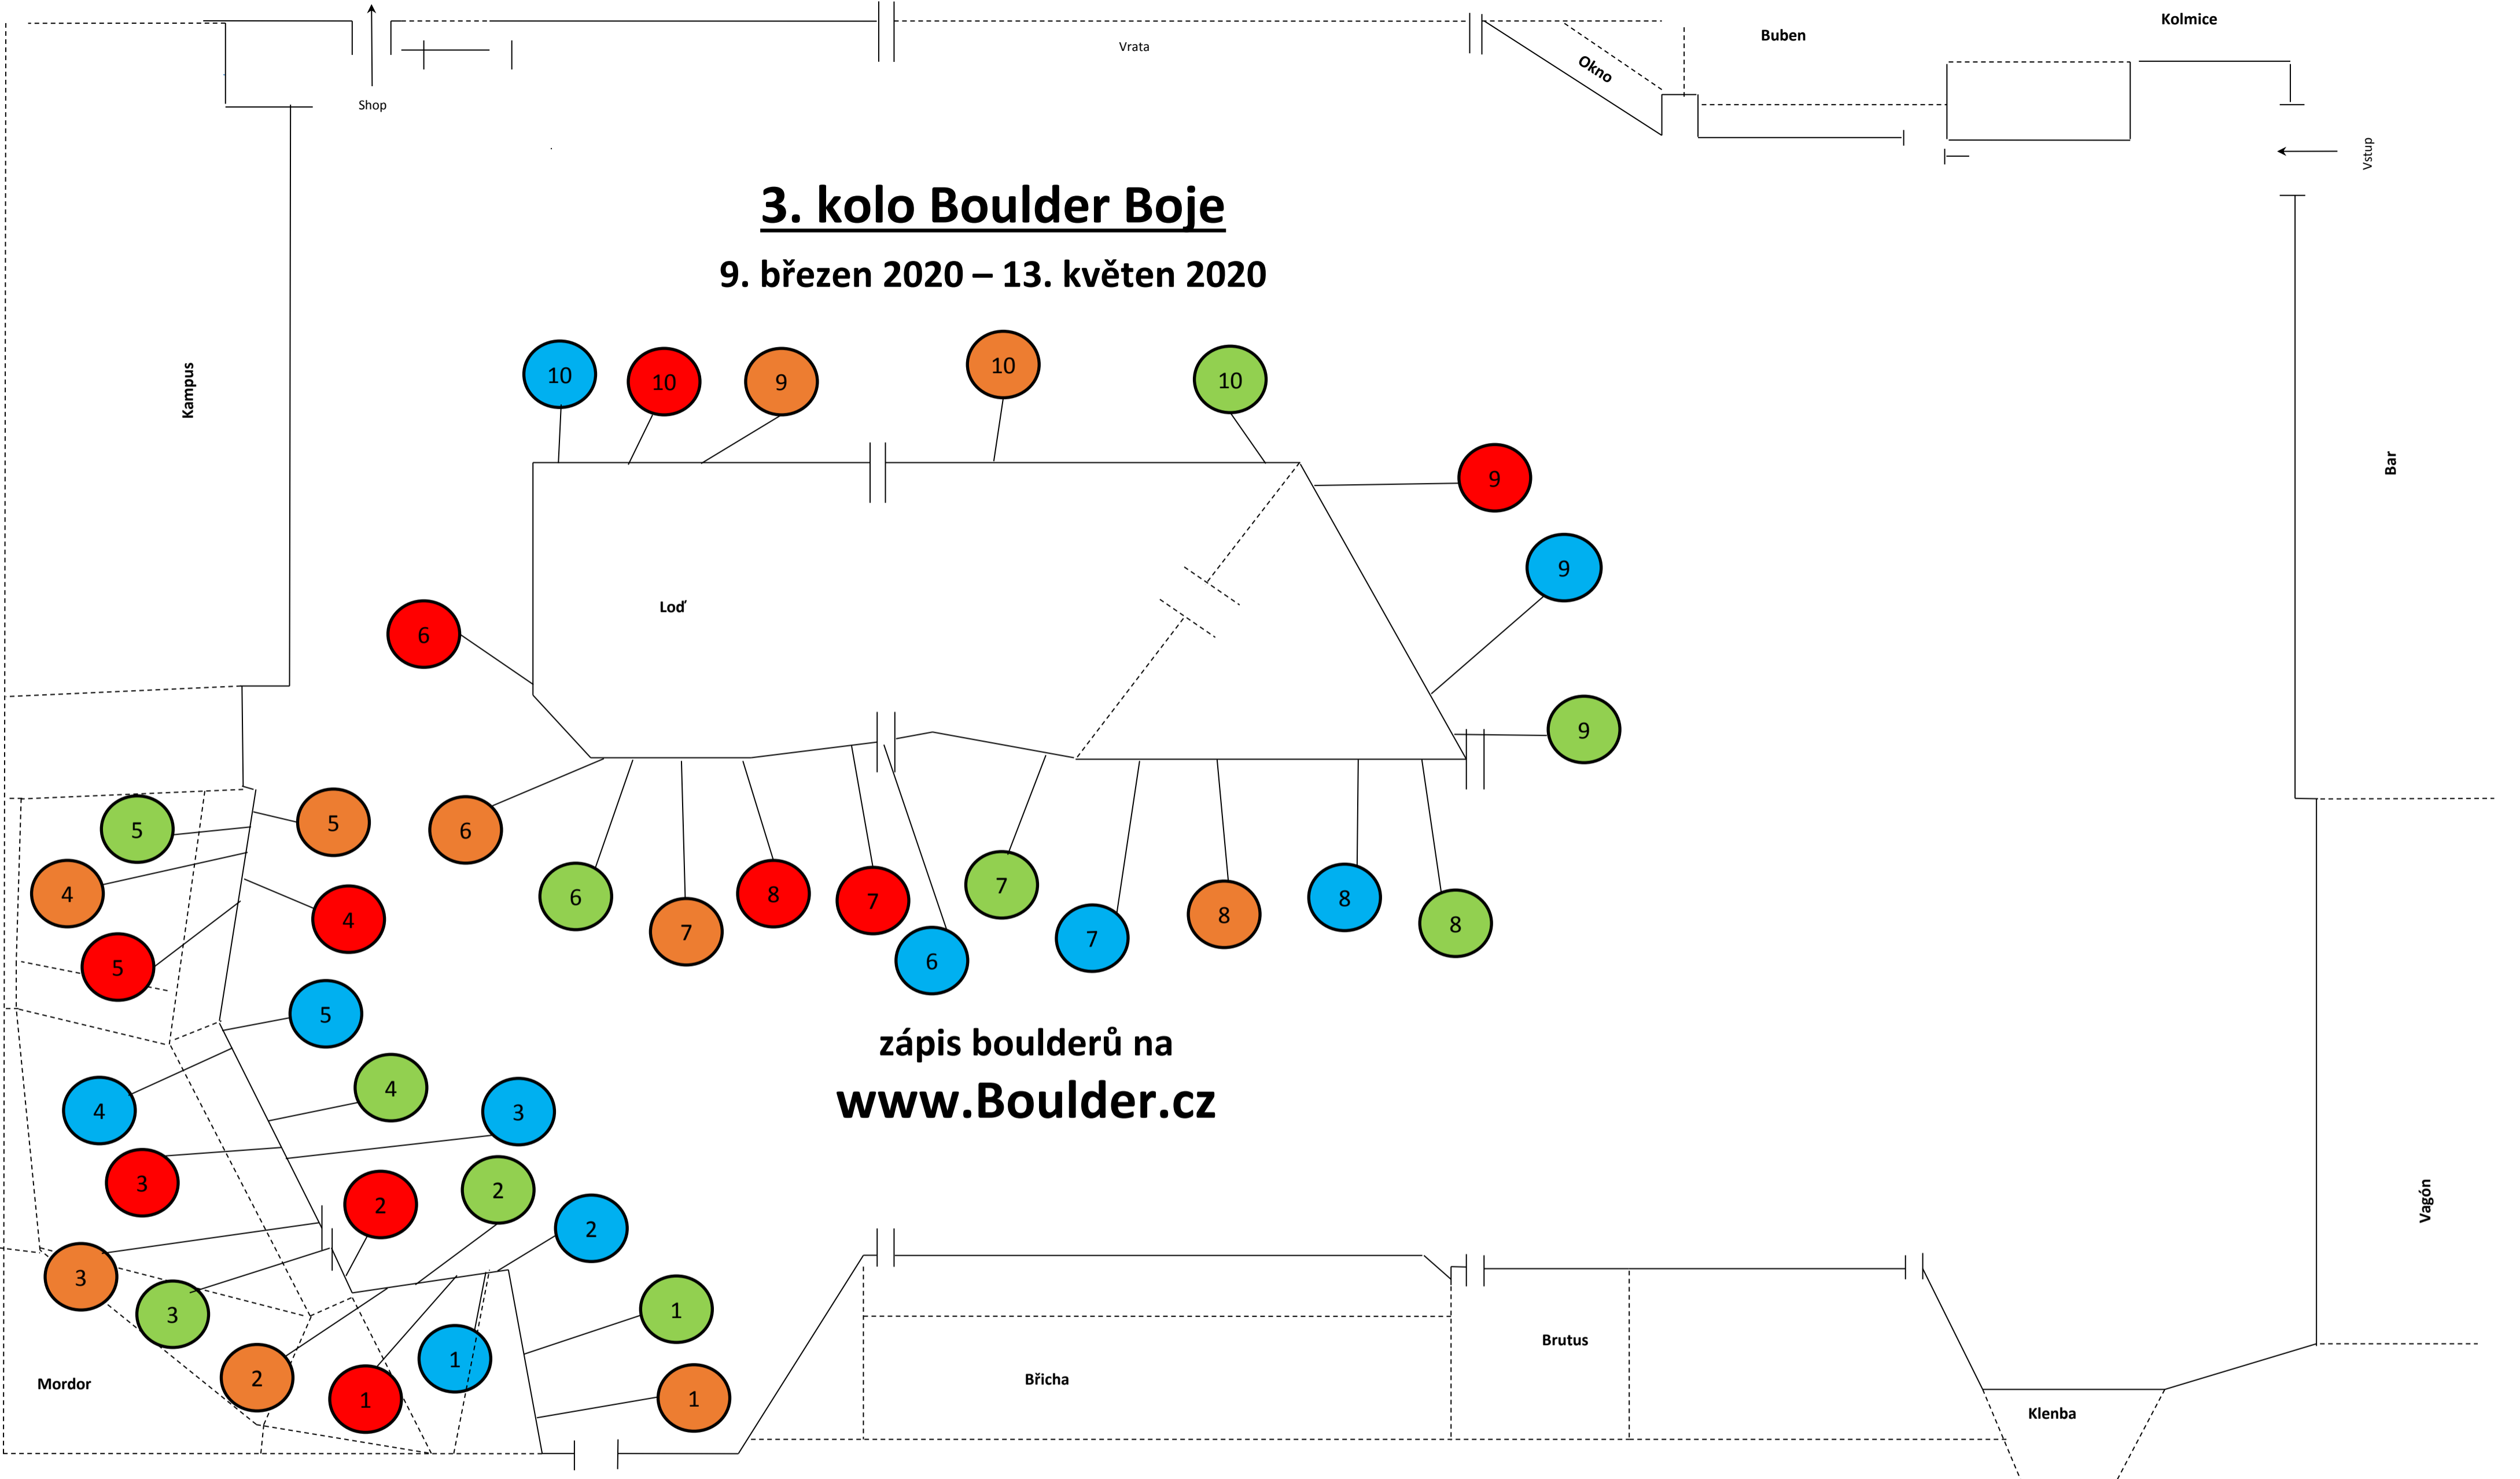 Kolmice
Buben
Vrata
Okno
Shop
Vstup
3. kolo Boulder Boje
9. březen 2020 – 13. květen 2020
Kampus
10
10
9
10
10
9
Bar
9
Loď
6
9
5
5
6
4
6
7
8
7
7
8
8
8
4
7
6
5
5
zápis boulderů na
www.Boulder.cz
4
4
3
3
2
2
2
Vagón
3
3
1
Brutus
1
Břicha
2
Mordor
1
1
Klenba